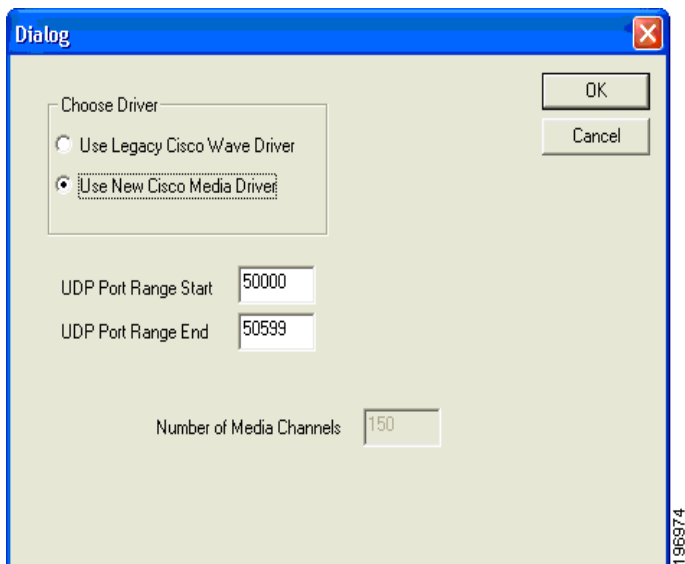 Dialog
OK
Cancel
Choose Driver
Use Legacy Cisco Wave Driver
Use New Cisco Media Driver
UDP Port Range Start 50000
UDP Port Range End 50599
Number of Media Channels 150
196974